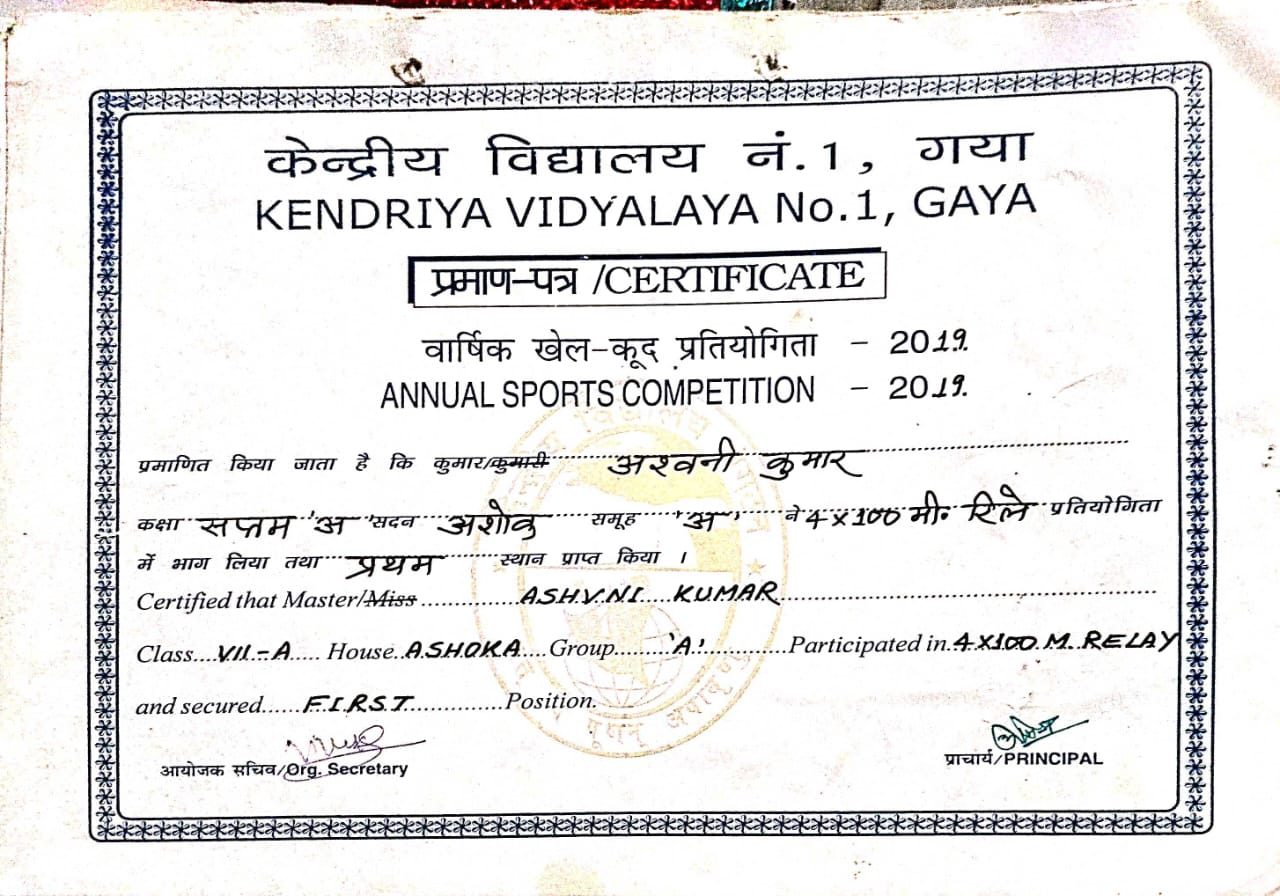 केन्द्रीय विद्यालय नं.1, गया
KENDRIYA VIDYALAYA No.1, GAYA
प्रमाण-पत्र /CERTIFICATE
वार्षिक खेल-कूद प्रतियोगिता - 2019.
ANNUAL SPORTS COMPETITION - 2019.
प्रमाणित किया जाता है कि कुमार/कुमारी अश्वनी कुमार
कक्षा सप्तम 'अ' सदन अशोक समूह 'अ' ने 4×100 मी. रिले प्रतियोगिता
में भाग लिया तथा प्रथम स्थान प्राप्त किया ।
Certified that Master/Miss ASHVNI KUMAR
Class VII-A House ASHOKA Group 'A' Participated in 4×100 M. RELAY
and secured FIRST Position.
आयोजक सचिव/Org. Secretary
प्राचार्य/PRINCIPAL